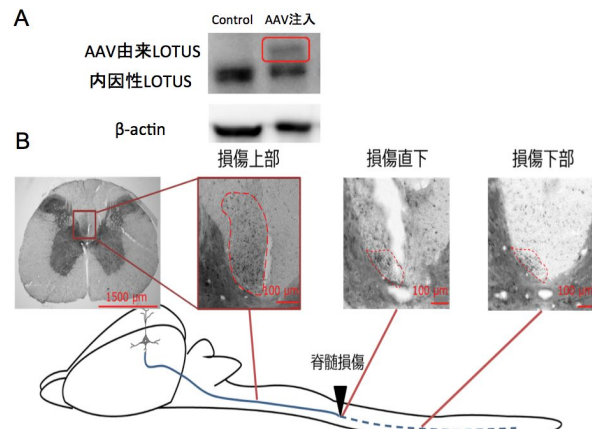 A
Control AAV注入
AAV由来LOTUS
内因性LOTUS
β-actin
B
損傷上部 損傷直下 損傷下部
1500 μm
100 μm
100 μm
100 μm
脊髄損傷